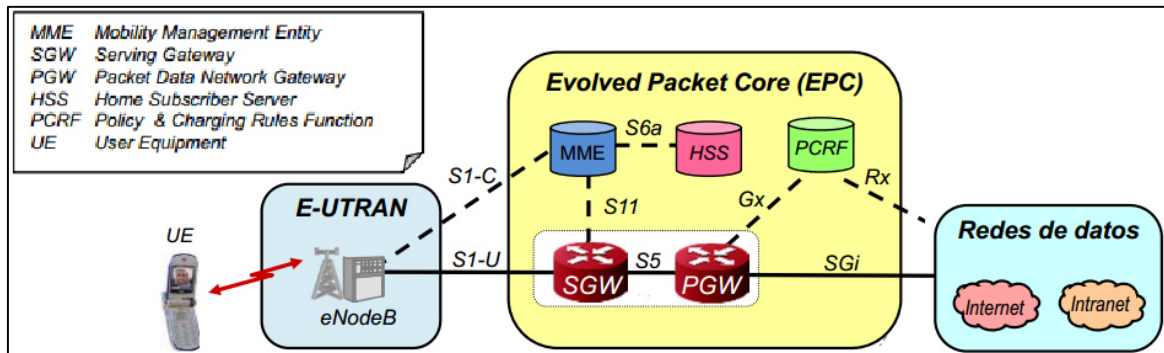 MME Mobility Management Entity
SGW Serving Gateway
PGW Packet Data Network Gateway
HSS Home Subscriber Server
PCRF Policy & Charging Rules Function
UE User Equipment
Evolved Packet Core (EPC)
MME
S6a
HSS
PCRF
S1-C
S11
Gx
Rx
E-UTRAN
UE
eNodeB
S1-U
SGW
S5
PGW
SGi
Redes de datos
Internet
Intranet